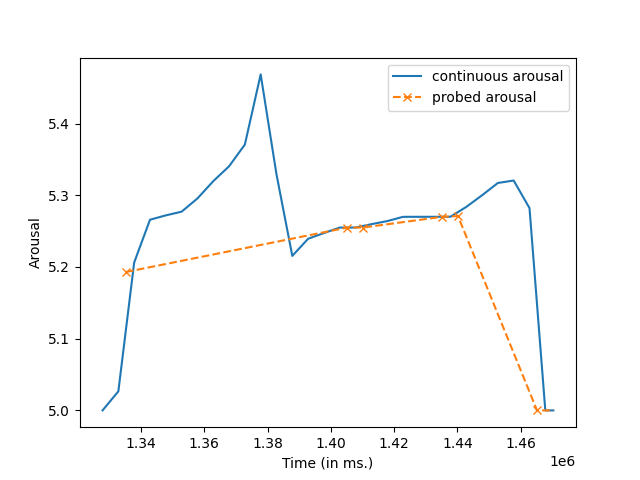 continuous arousal
probed arousal
Arousal
5.4
5.3
5.2
5.1
5.0
1.34 1.36 1.38 1.40 1.42 1.44 1.46
1e6
Time (in ms.)